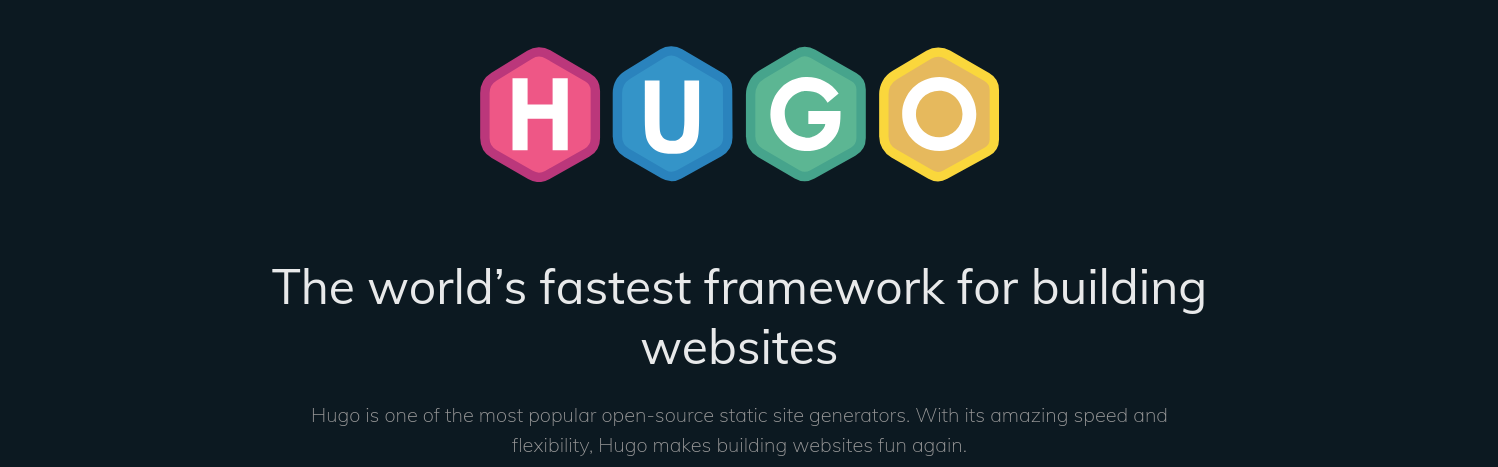 HUGO
The world’s fastest framework for building
websites
Hugo is one of the most popular open-source static site generators. With its amazing speed and
flexibility, Hugo makes building websites fun again.